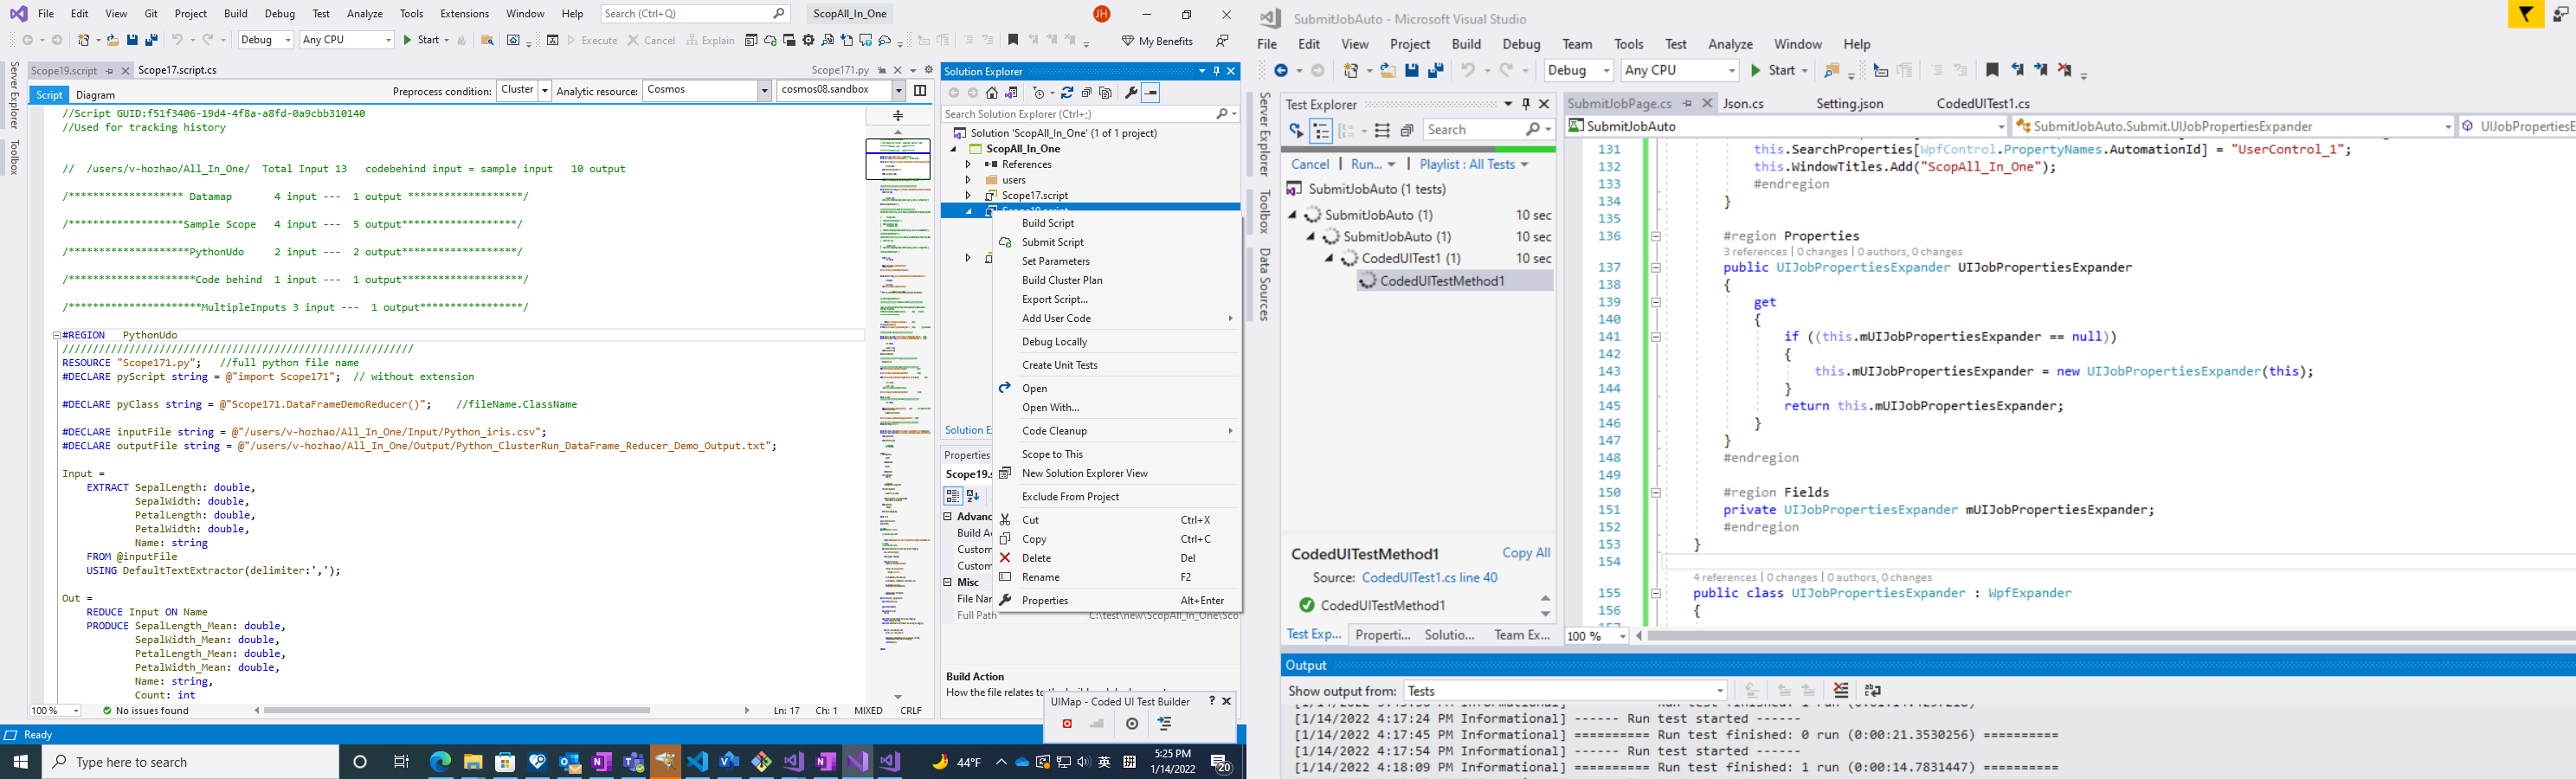 File Edit View Git Project Build Debug Test Analyze Tools Extensions Window Help Search (Ctrl+Q) ScopAll_In_One JH
Debug Any CPU Start Execute Cancel Explain My Benefits
Server Explorer
Toolbox
Scope19.script Scope17.script.cs Scope171.py
Script Diagram Preprocess condition: Cluster Analytic resource: Cosmos cosmos08.sandbox
//Script GUID:f51f3406-19d4-4f8a-a8fd-0a9cbb310140
//Used for tracking history
// /users/v-hozhao/All_In_One/ Total Input 13 codebehind input = sample input 10 output
/******************* Datamap 4 input --- 1 output *******************/
/*******************Sample Scope 4 input --- 5 output*******************/
/********************PythonUdo 2 input --- 2 output********************/
/*********************Code behind 1 input --- 1 output********************/
/**********************MultipleInputs 3 input --- 1 output*****************/
#REGION PythonUdo
//////////////////////////////////////////////////////////
RESOURCE "Scope171.py"; //full python file name
#DECLARE pyScript string = @"import Scope171"; // without extension
#DECLARE pyClass string = @"Scope171.DataFrameDemoReducer()"; //fileName.ClassName
#DECLARE inputFile string = @"/users/v-hozhao/All_In_One/Input/Python_iris.csv";
#DECLARE outputFile string = @"/users/v-hozhao/All_In_One/Output/Python_ClusterRun_DataFrame_Reducer_Demo_Output.txt";
Input =
EXTRACT SepalLength: double,
SepalWidth: double,
PetalLength: double,
PetalWidth: double,
Name: string
FROM @inputFile
USING DefaultTextExtractor(delimiter:',');
Out =
REDUCE Input ON Name
PRODUCE SepalLength_Mean: double,
SepalWidth_Mean: double,
PetalLength_Mean: double,
PetalWidth_Mean: double,
Name: string,
Count: int
100 % No issues found Ln: 17 Ch: 1 MIXED CRLF
Ready
Solution Explorer
Search Solution Explorer (Ctrl+;)
Solution 'ScopAll_In_One' (1 of 1 project)
ScopAll_In_One
References
users
Scope17.script
Build Script
Submit Script
Set Parameters
Build Cluster Plan
Export Script...
Add User Code
Debug Locally
Create Unit Tests
Open
Open With...
Code Cleanup
Scope to This
New Solution Explorer View
Exclude From Project
Cut Ctrl+X
Copy Ctrl+C
Delete Del
Rename F2
Properties Alt+Enter
Solution Ex
Properties
Scope19.s
Advanc
Build Ac
Custom
Custom
Misc
File Nan
Full Path C:\test\new\ScopAll_In_One\Sco
Build Action
How the file relates to the
UIMap - Coded UI Test Builder ?
Type here to search 44°F 英 5:25 PM 1/14/2022 20
SubmitJobAuto - Microsoft Visual Studio
File Edit View Project Build Debug Team Tools Test Analyze Window Help
Debug Any CPU Start
Server Explorer
Toolbox
Data Sources
Test Explorer
Search
Cancel Run... Playlist : All Tests
SubmitJobAuto (1 tests)
SubmitJobAuto (1) 10 sec
SubmitJobAuto (1) 10 sec
CodedUITest1 (1) 10 sec
CodedUITestMethod1
CodedUITestMethod1 Copy All
Source: CodedUITest1.cs line 40
CodedUITestMethod1
Test Exp... Properti... Solutio... Team Ex...
SubmitJobPage.cs Json.cs Setting.json CodedUITest1.cs
SubmitJobAuto SubmitJobAuto.Submit.UIJobPropertiesExpander UIJobPropertiesE
131 this.SearchProperties[WpfControl.PropertyNames.AutomationId] = "UserControl_1";
132 this.WindowTitles.Add("ScopAll_In_One");
133 #endregion
134 }
135
136 #region Properties
3 references | 0 changes | 0 authors, 0 changes
137 public UIJobPropertiesExpander UIJobPropertiesExpander
138 {
139 get
140 {
141 if ((this.mUIJobPropertiesExpander == null))
142 {
143 this.mUIJobPropertiesExpander = new UIJobPropertiesExpander(this);
144 }
145 return this.mUIJobPropertiesExpander;
146 }
147 }
148 #endregion
149
150 #region Fields
151 private UIJobPropertiesExpander mUIJobPropertiesExpander;
152 #endregion
153 }
154
4 references | 0 changes | 0 authors, 0 changes
155 public class UIJobPropertiesExpander : WpfExpander
156 {
100 %
Output
Show output from: Tests
[1/14/2022 4:17:24 PM Informational] ------ Run test started ------
[1/14/2022 4:17:45 PM Informational] ========== Run test finished: 0 run (0:00:21.3530256) ==========
[1/14/2022 4:17:54 PM Informational] ------ Run test started ------
[1/14/2022 4:18:09 PM Informational] ========== Run test finished: 1 run (0:00:14.7831447) ==========